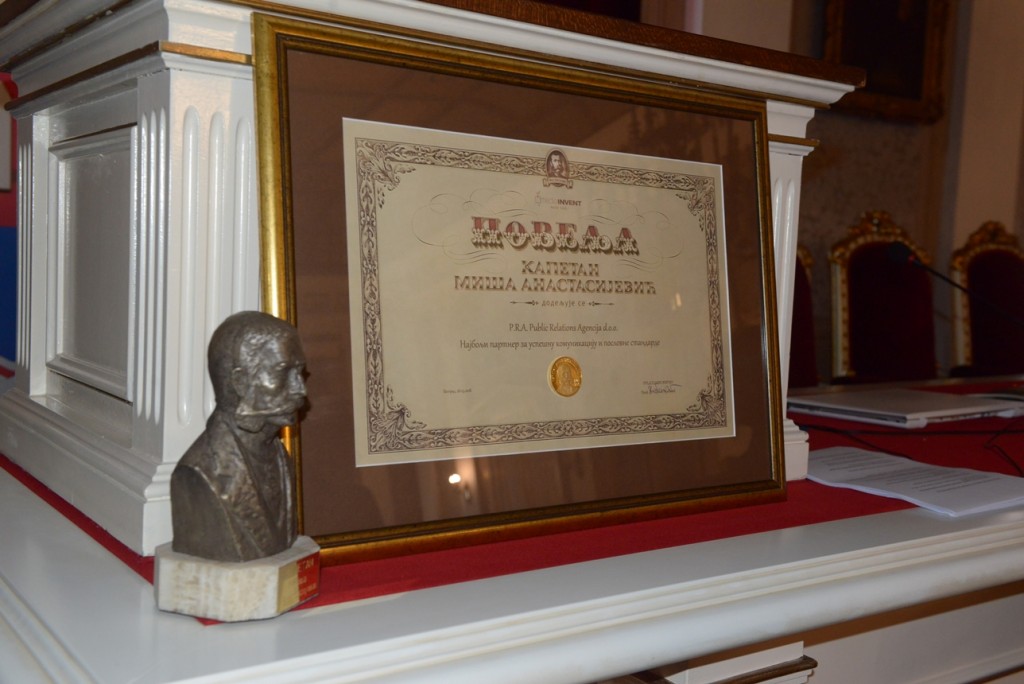 INVENT
ПОВЕЉА
КАПЕТАН
МИША АНАСТАСИЈЕВИЋ
додељује се
P.R.A. Public Relations Agencija d.o.o.
Најбољи партнер за успешну комуникацију и пословне стандарде